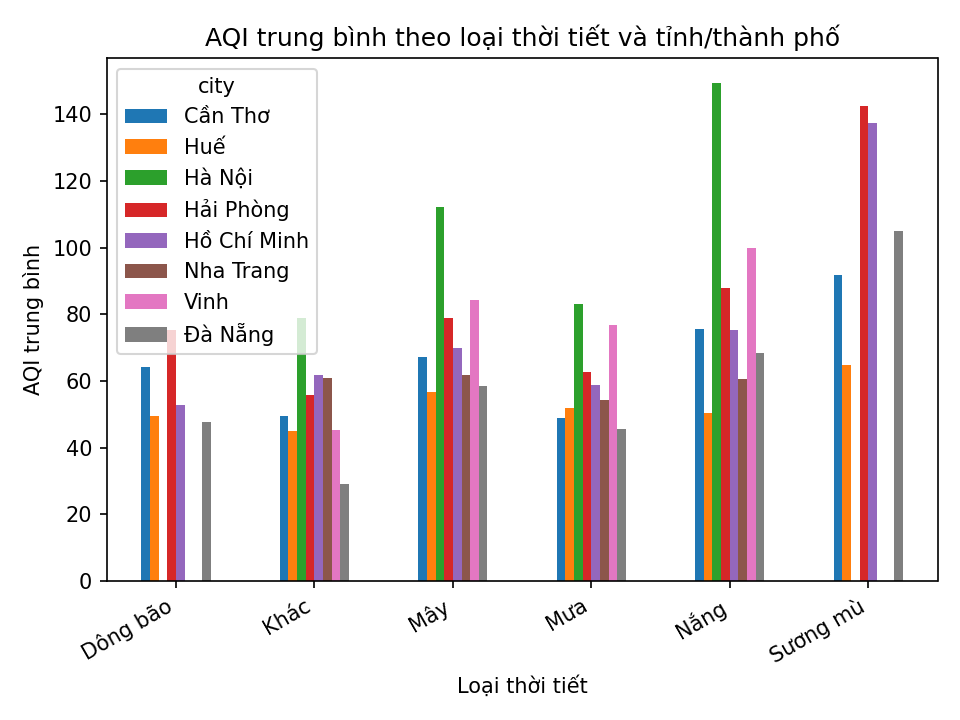 AQI trung bình theo loại thời tiết và tỉnh/thành phố
city
Cần Thơ
Huế
Hà Nội
Hải Phòng
Hồ Chí Minh
Nha Trang
Vinh
Đà Nẵng
AQI trung bình
140
120
100
80
60
40
20
0
Dông bão
Khác
Mây
Mưa
Nắng
Sương mù
Loại thời tiết